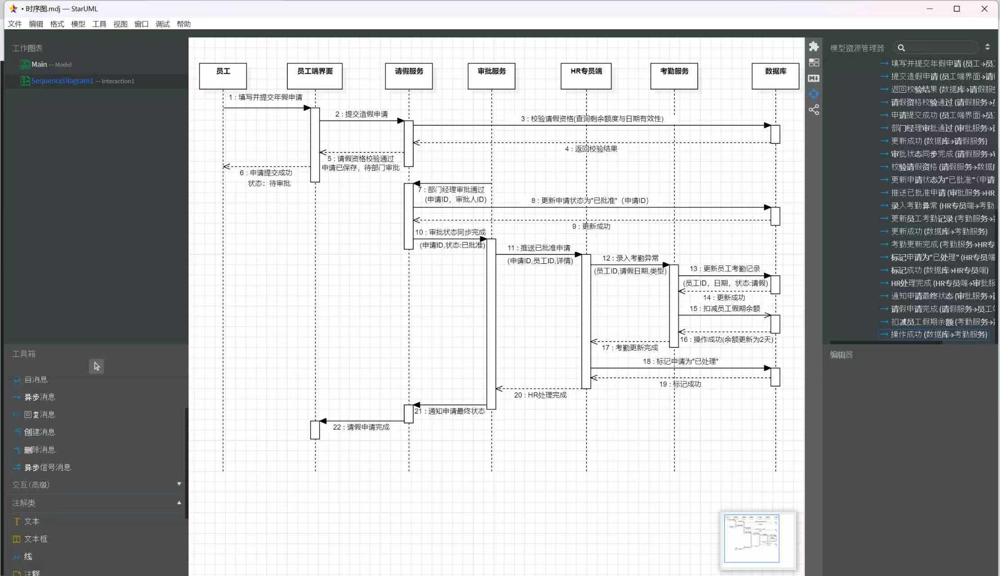 • 时序图.mdj — StarUML
文件 编辑 格式 模型 工具 视图 窗口 调试 帮助
工作图表
Main — Model
SequenceDiagram1 — Interaction1
工具箱
自消息
异步消息
回复消息
创建消息
删除消息
异步信号消息
交互(高级)
注解类
文本
文本框
线
注释
员工
员工端界面
请假服务
审批服务
HR专员端
考勤服务
数据库
1 : 填写并提交年假申请
2 : 提交造假申请
3 : 校验请假资格(查询剩余额度与日期有效性)
4 : 返回校验结果
5 : 请假资格校验通过
申请已保存，待部门审批
6 : 申请提交成功
状态：待审批
7 : 部门经理审批通过
(申请ID，审批人ID)
8 : 更新申请状态为"已批准"（申请ID）
9 : 更新成功
10 : 审批状态同步完成
(申请ID,状态:已批准)
11 : 推送已批准申请
(申请ID,员工ID,详情)
12 : 录入考勤异常
(员工ID,请假日期,类型)
13 : 更新员工考勤记录
(员工ID，日期，状态:请假)
14 : 更新成功
15 : 扣减员工假期余额
16 : 操作成功(余额更新为2天)
17 : 考勤更新完成
18 : 标记申请为"已处理"
19 : 标记成功
20 : HR处理完成
21 : 通知申请最终状态
22 : 请假申请完成
模型资源管理器
填写并提交年假申请 (员工→员
提交造假申请 (员工端界面→请
返回校验结果 (数据库→请假服
请假资格校验通过 (请假服务→
申请提交成功 (员工端界面→员
部门经理审批通过 (审批服务→
更新成功 (数据库→请假服务)
审批状态同步完成 (请假服务→
校验请假资格 (请假服务→数据
更新申请状态为"已批准"（申请
推送已批准申请 (审批服务→HR
录入考勤异常 (HR专员端→考勤
更新员工考勤记录 (考勤服务→
更新成功 (数据库→考勤服务)
考勤更新完成 (考勤服务→HR专
标记申请为"已处理" (HR专员端
标记成功 (数据库→HR专员端)
HR处理完成 (HR专员端→审批服
通知申请最终状态 (审批服务→
请假申请完成 (请假服务→员工
扣减员工假期余额 (考勤服务→
操作成功 (数据库→考勤服务)
编辑器